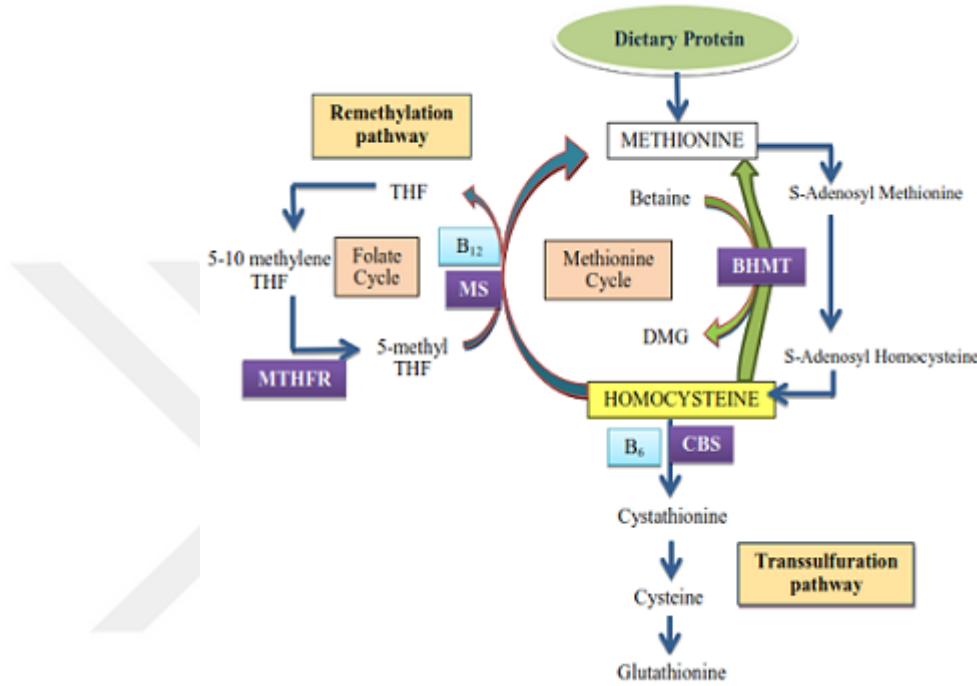 Dietary Protein
Remethylation
pathway
METHIONINE
THF
Betaine
S-Adenosyl Methionine
B₁₂
5-10 methylene
THF
Folate
Cycle
Methionine
Cycle
BHMT
MS
5-methyl
THF
DMG
S-Adenosyl Homocysteine
MTHFR
HOMOCYSTEINE
B₆
CBS
Cystathionine
Transsulfuration
pathway
Cysteine
Glutathionine